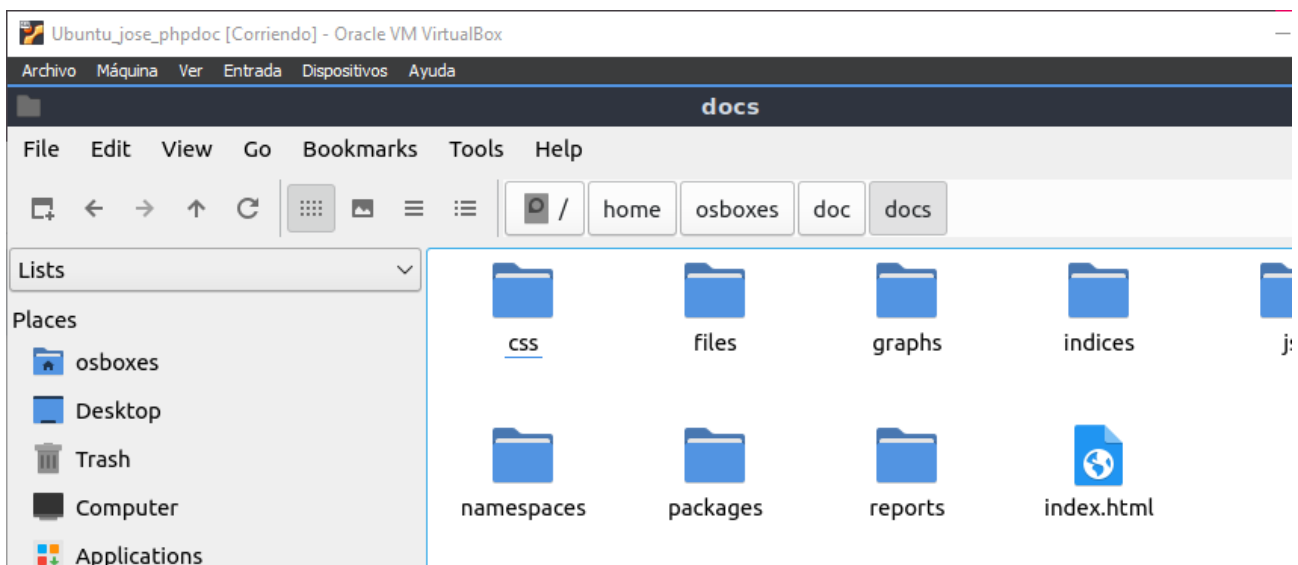 Ubuntu_jose_phpdoc [Corriendo] - Oracle VM VirtualBox
Archivo Máquina Ver Entrada Dispositivos Ayuda
docs
File Edit View Go Bookmarks Tools Help
/ home osboxes doc docs
Lists
Places
osboxes
Desktop
Trash
Computer
Applications
css files graphs indices
namespaces packages reports index.html